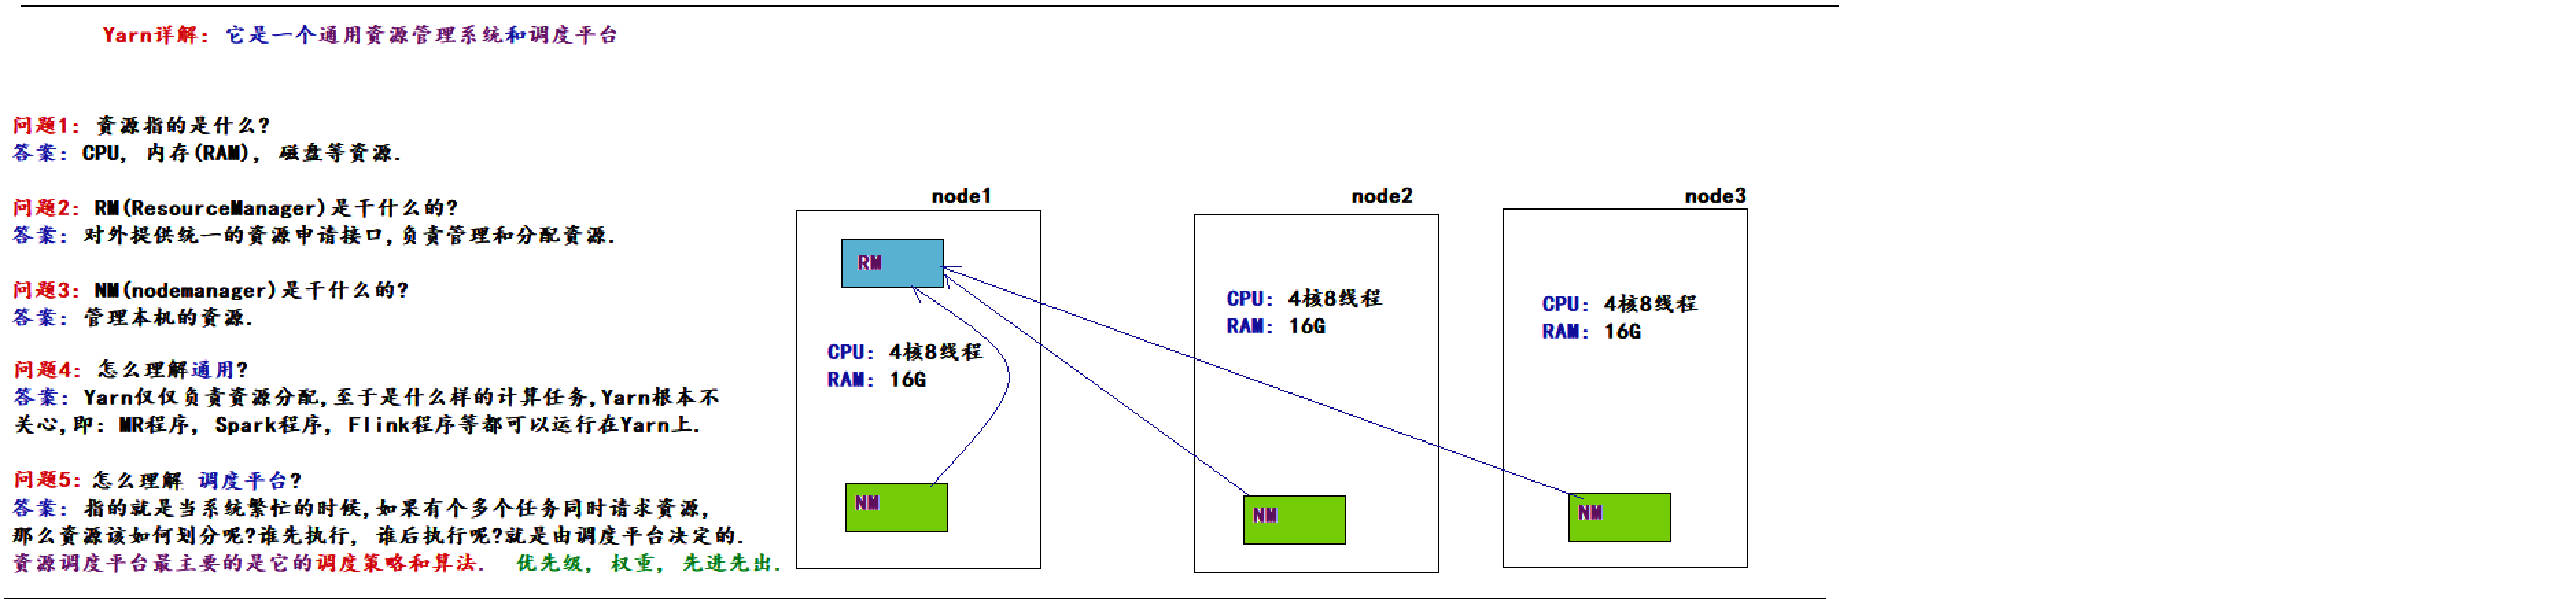 Yarn详解: 它是一个通用资源管理系统和调度平台
问题1: 资源指的是什么?
答案: CPU, 内存(RAM), 磁盘等资源.
问题2: RM(ResourceManager)是干什么的?
答案: 对外提供统一的资源申请接口,负责管理和分配资源.
问题3: NM(nodemanager)是干什么的?
答案: 管理本机的资源.
问题4: 怎么理解通用?
答案: Yarn仅仅负责资源分配,至于是什么样的计算任务,Yarn根本不
关心,即: MR程序, Spark程序, Flink程序等都可以运行在Yarn上.
问题5: 怎么理解 调度平台?
答案: 指的就是当系统繁忙的时候,如果有个多个任务同时请求资源,
那么资源该如何划分呢?谁先执行, 谁后执行呢?就是由调度平台决定的.
资源调度平台最主要的是它的调度策略和算法. 优先级, 权重, 先进先出.
node1
RM
CPU: 4核8线程
RAM: 16G
NM
node2
CPU: 4核8线程
RAM: 16G
NM
node3
CPU: 4核8线程
RAM: 16G
NM